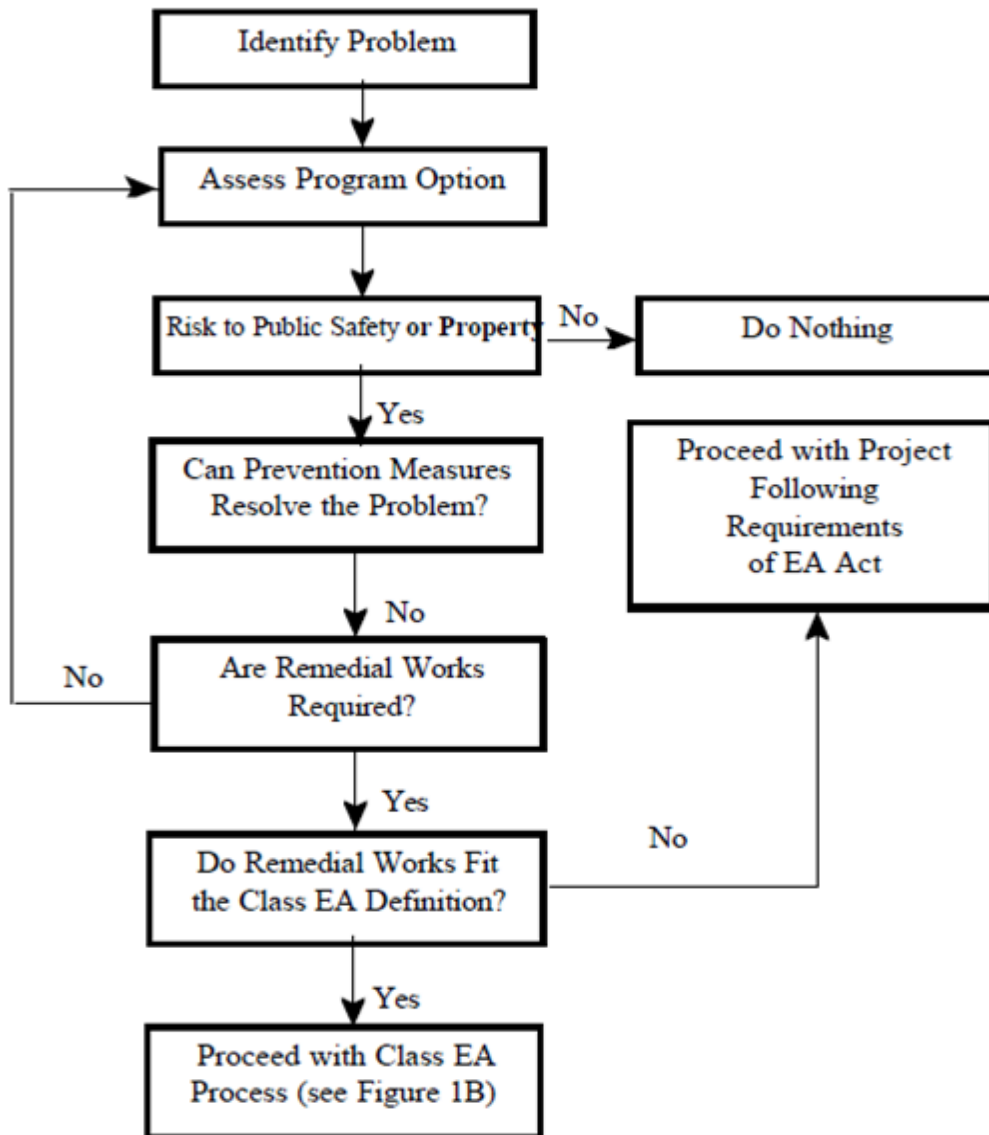 Identify Problem
Assess Program Option
Risk to Public Safety or Property
No
Do Nothing
Yes
Can Prevention Measures
Resolve the Problem?
Proceed with Project
Following
Requirements
of EA Act
No
Are Remedial Works
Required?
No
Yes
Do Remedial Works Fit
the Class EA Definition?
No
Yes
Proceed with Class EA
Process (see Figure 1B)